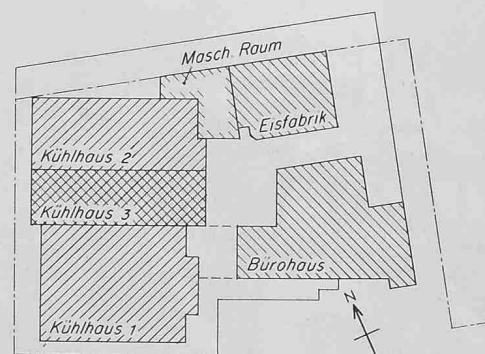 Masch. Raum
Eisfabrik
Kühlhaus 2
Kühlhaus 3
Bürohaus
Kühlhaus 1
N